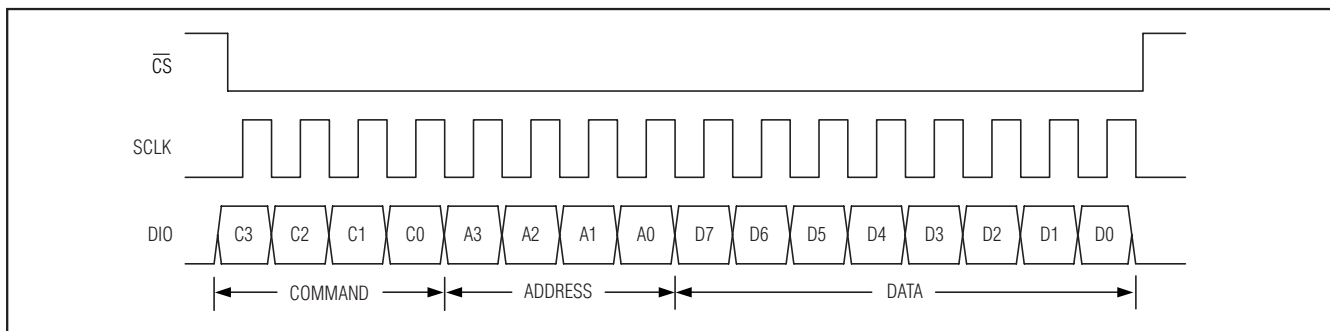 C̅S̅
SCLK
DIO C3 C2 C1 C0 A3 A2 A1 A0 D7 D6 D5 D4 D3 D2 D1 D0
COMMAND ADDRESS DATA